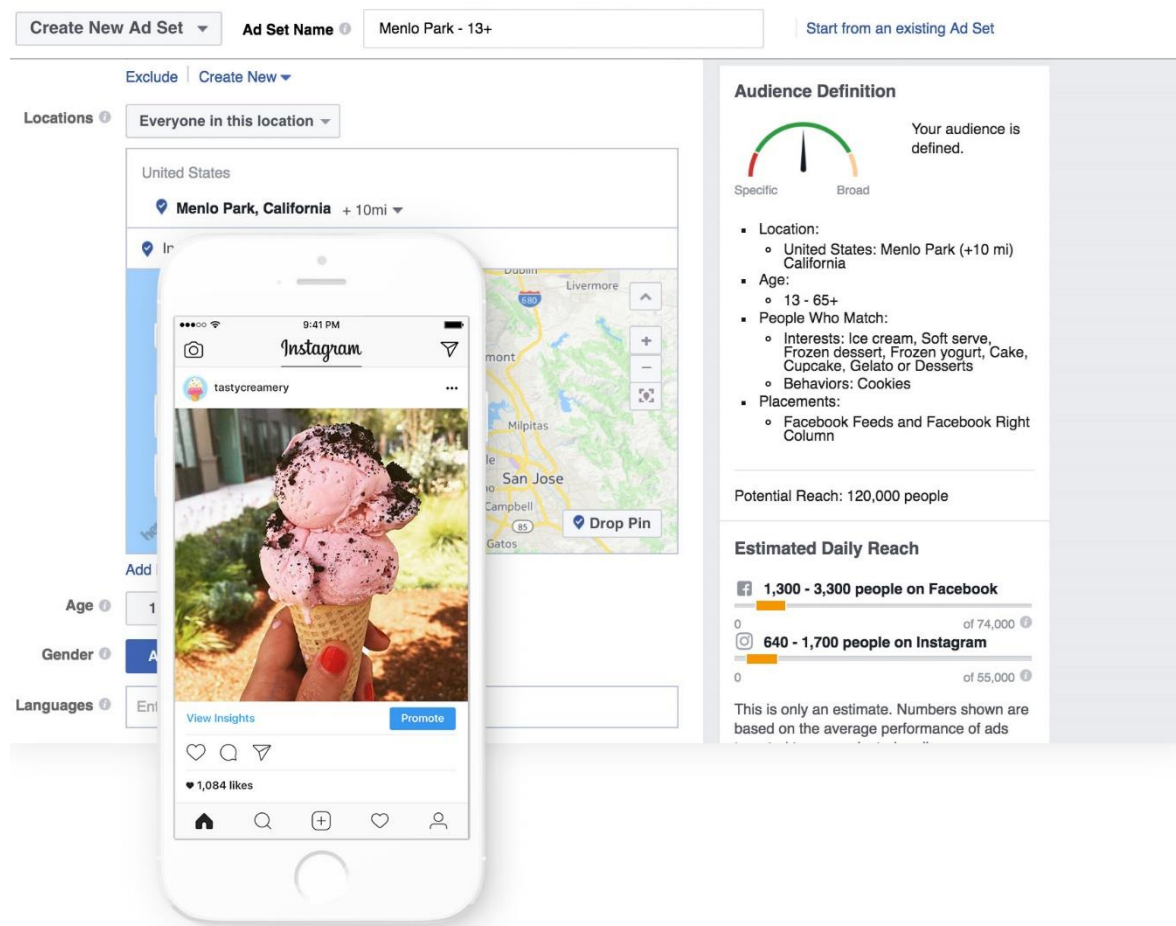 Create New Ad Set
Ad Set Name
Menlo Park - 13+
Start from an existing Ad Set
Exclude
Create New
Locations
Everyone in this location
United States
Menlo Park, California + 10mi
Dublin
Livermore
680
mont
Milpitas
San Jose
Campbell
85
Gatos
Drop Pin
Add
Age
1
Gender
A
Languages
Ent
9:41 PM
Instagram
tastycreamery
View Insights
Promote
1,084 likes
Audience Definition
Your audience is
defined.
Specific
Broad
Location:
United States: Menlo Park (+10 mi)
California
Age:
13 - 65+
People Who Match:
Interests: Ice cream, Soft serve,
Frozen dessert, Frozen yogurt, Cake,
Cupcake, Gelato or Desserts
Behaviors: Cookies
Placements:
Facebook Feeds and Facebook Right
Column
Potential Reach: 120,000 people
Estimated Daily Reach
1,300 - 3,300 people on Facebook
0
of 74,000
640 - 1,700 people on Instagram
0
of 55,000
This is only an estimate. Numbers shown are
based on the average performance of ads